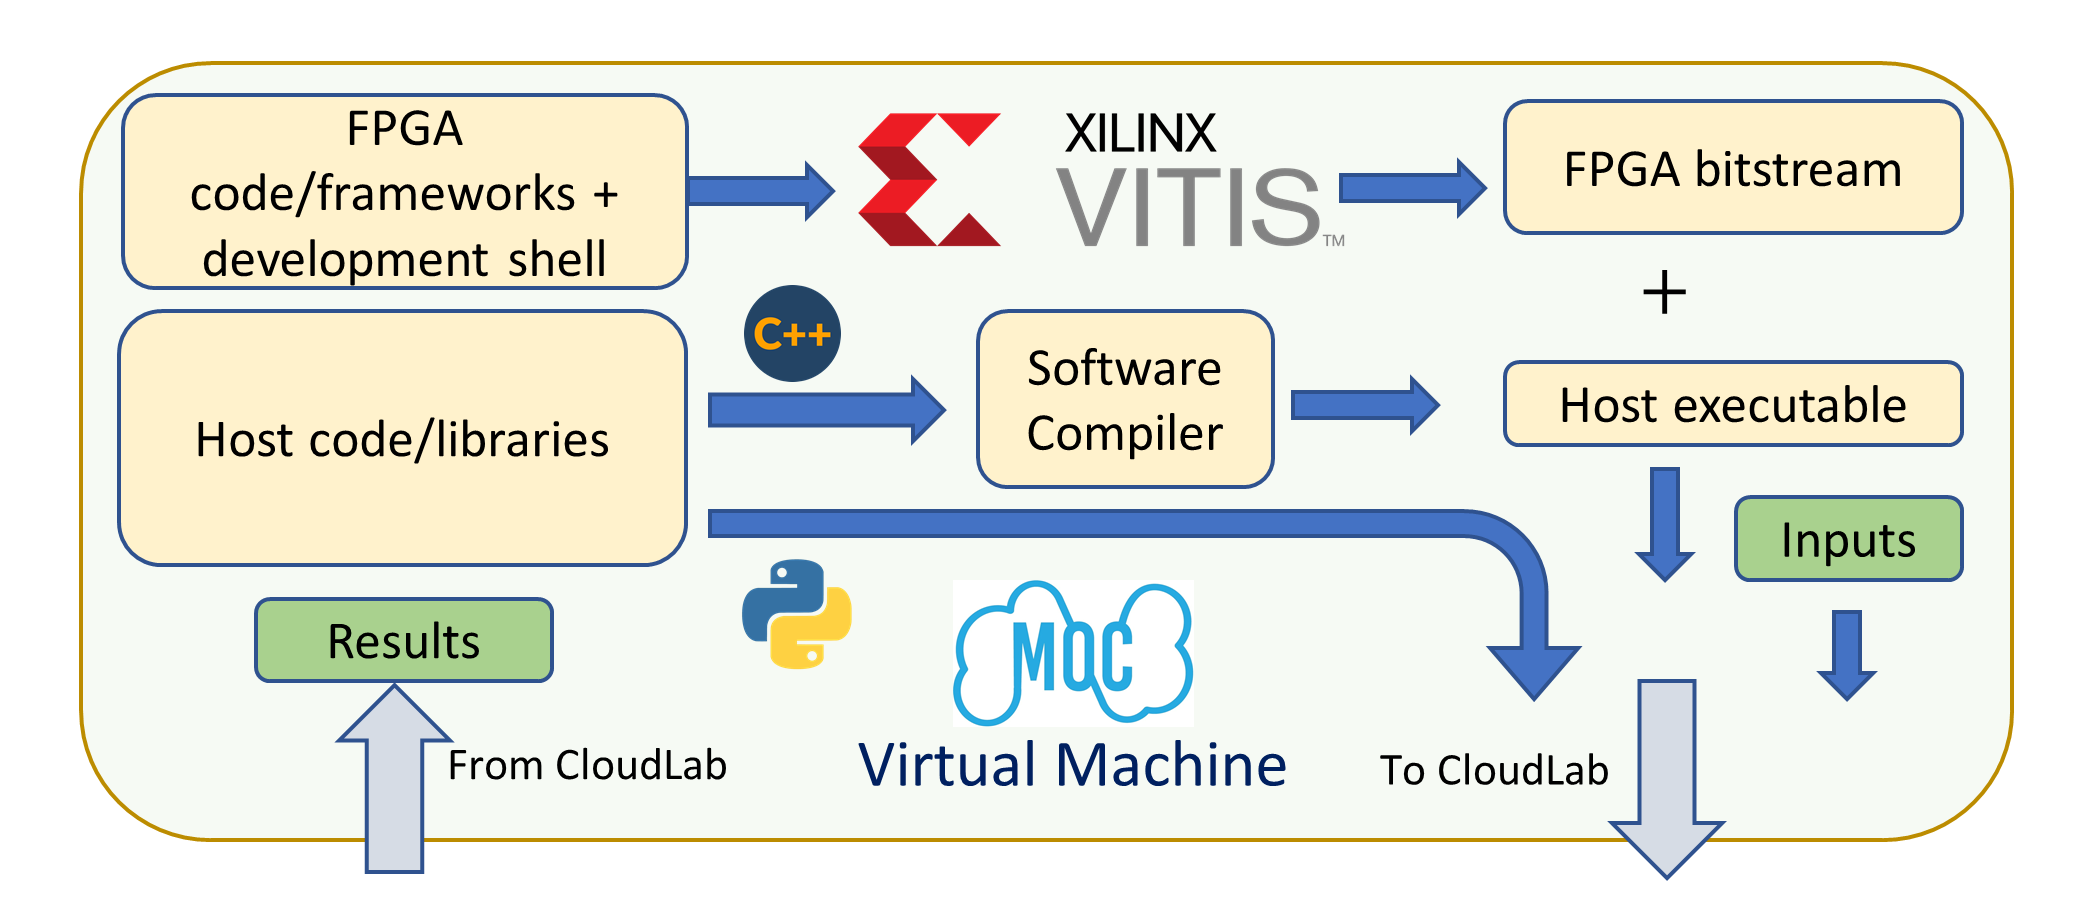 FPGA
code/frameworks +
development shell
XILINX
VITIS™
FPGA bitstream
+
C++
Host code/libraries
Software
Compiler
Host executable
Inputs
Results
MOC
From CloudLab
Virtual Machine
To CloudLab